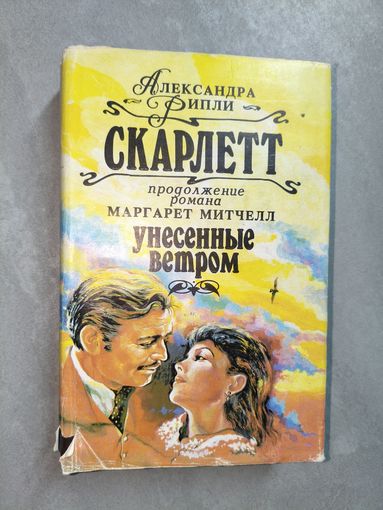 Александра
Рипли
СКАРЛЕТТ
продолжение
романа
МАРГАРЕТ МИТЧЕЛЛ
унесенные
ветром